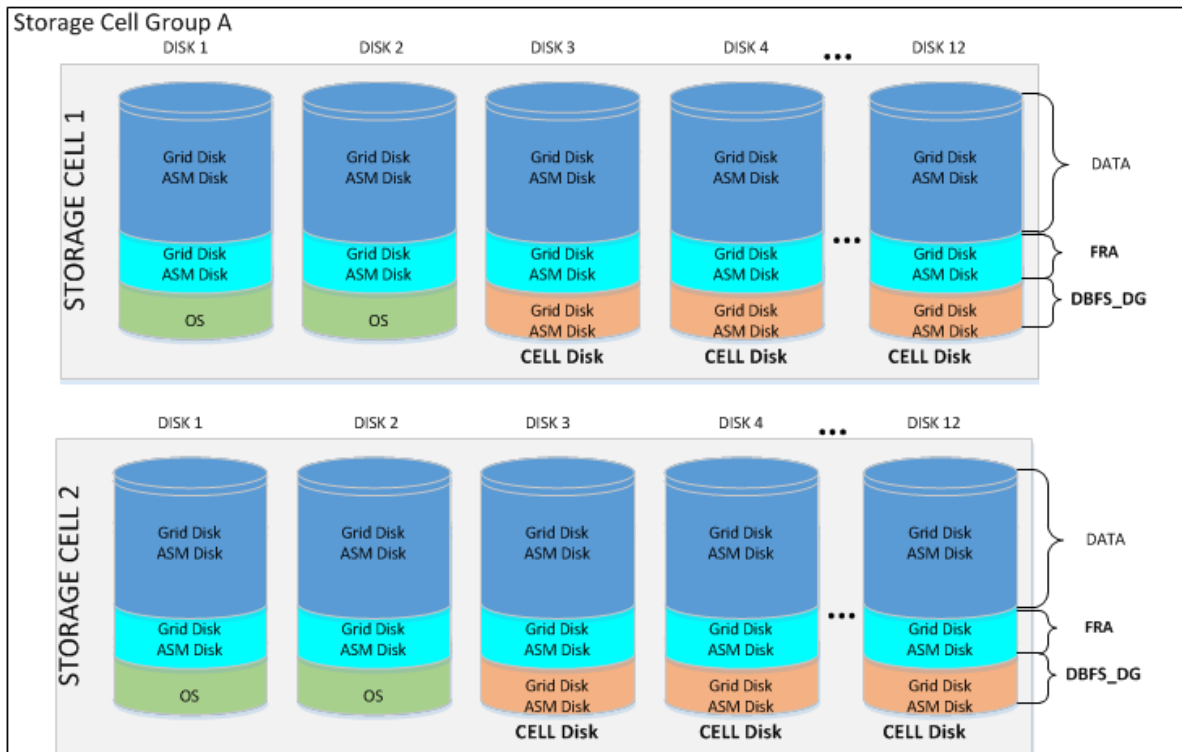 Storage Cell Group A
DISK 1 DISK 2 DISK 3 DISK 4 ... DISK 12
STORAGE CELL 1
Grid Disk Grid Disk Grid Disk Grid Disk Grid Disk
ASM Disk ASM Disk ASM Disk ASM Disk ASM Disk
DATA
...
Grid Disk Grid Disk Grid Disk Grid Disk Grid Disk
ASM Disk ASM Disk ASM Disk ASM Disk ASM Disk
FRA
OS OS Grid Disk Grid Disk Grid Disk
ASM Disk ASM Disk ASM Disk
DBFS_DG
CELL Disk CELL Disk CELL Disk
DISK 1 DISK 2 DISK 3 DISK 4 ... DISK 12
STORAGE CELL 2
Grid Disk Grid Disk Grid Disk Grid Disk Grid Disk
ASM Disk ASM Disk ASM Disk ASM Disk ASM Disk
DATA
...
Grid Disk Grid Disk Grid Disk Grid Disk Grid Disk
ASM Disk ASM Disk ASM Disk ASM Disk ASM Disk
FRA
OS OS Grid Disk Grid Disk Grid Disk
ASM Disk ASM Disk ASM Disk
DBFS_DG
CELL Disk CELL Disk CELL Disk